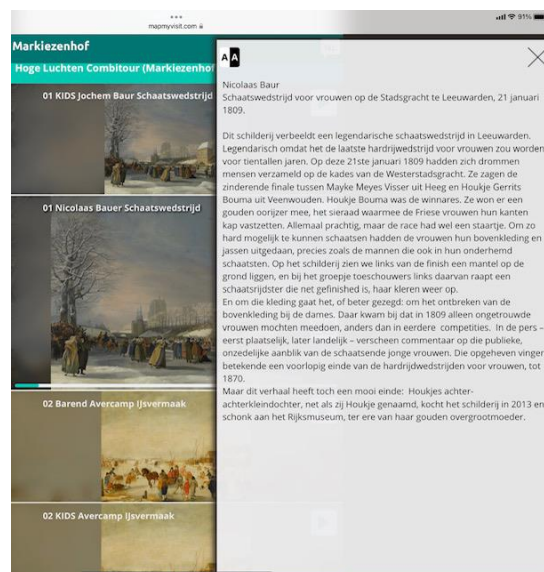 mapmyvisit.com
91%
Markiezenhof
Hoge Luchten Combitour (Markiezenhof
01 KIDS Jochem Baur Schaatswedstrijd
01 Nicolaas Bauer Schaatswedstrijd
02 Barend Avercamp IJsvermaak
02 KIDS Avercamp Ijsvermaak
A A
Nicolaas Baur
Schaatswedstrijd voor vrouwen op de Stadsgracht te Leeuwarden, 21 januari
1809.
Dit schilderij verbeeldt een legendarische schaatswedstrijd in Leeuwarden.
Legendarisch omdat het de laatste hardrijwedstrijd voor vrouwen zou worden
voor tientallen jaren. Op deze 21ste januari 1809 hadden zich drommen
mensen verzameld op de kades van de Westerstadsgracht. Ze zagen de
zinderende finale tussen Mayke Meyes Visser uit Heeg en Houkje Gerrits
Bouma uit Veenwouden. Houkje Bouma was de winnares. Ze won er een
gouden oorijzer mee, het sieraad waarmee de Friese vrouwen hun kanten
kap vastzetten. Allemaal prachtig, maar de race had wel een staartje. Om zo
hard mogelijk te kunnen schaatsen hadden de vrouwen hun bovenkleding en
jassen uitgedaan, precies zoals de mannen die ook in hun onderhemd
schaatsten. Op het schilderij zien we links van de finish een mantel op de
grond liggen, en bij het groepje toeschouwers links daarvan raapt een
schaatsrijdster die net gefinished is, haar kleren weer op.
En om die kleding gaat het, of beter gezegd: om het ontbreken van de
bovenkleding bij de dames. Daar kwam bij dat in 1809 alleen ongetrouwde
vrouwen mochten meedoen, anders dan in eerdere competities. In de pers –
eerst plaatselijk, later landelijk – verscheen commentaar op die publieke,
onzedelijke aanblik van de schaatsende jonge vrouwen. Die opgeheven vinger
betekende een voorlopig einde van de hardrijdwedstrijden voor vrouwen, tot
1870.
Maar dit verhaal heeft toch een mooi einde: Houkjes achter-
achterkleindochter, net als zij Houkje genaamd, kocht het schilderij in 2013 en
schonk aan het Rijksmuseum, ter ere van haar gouden overgrootmoeder.